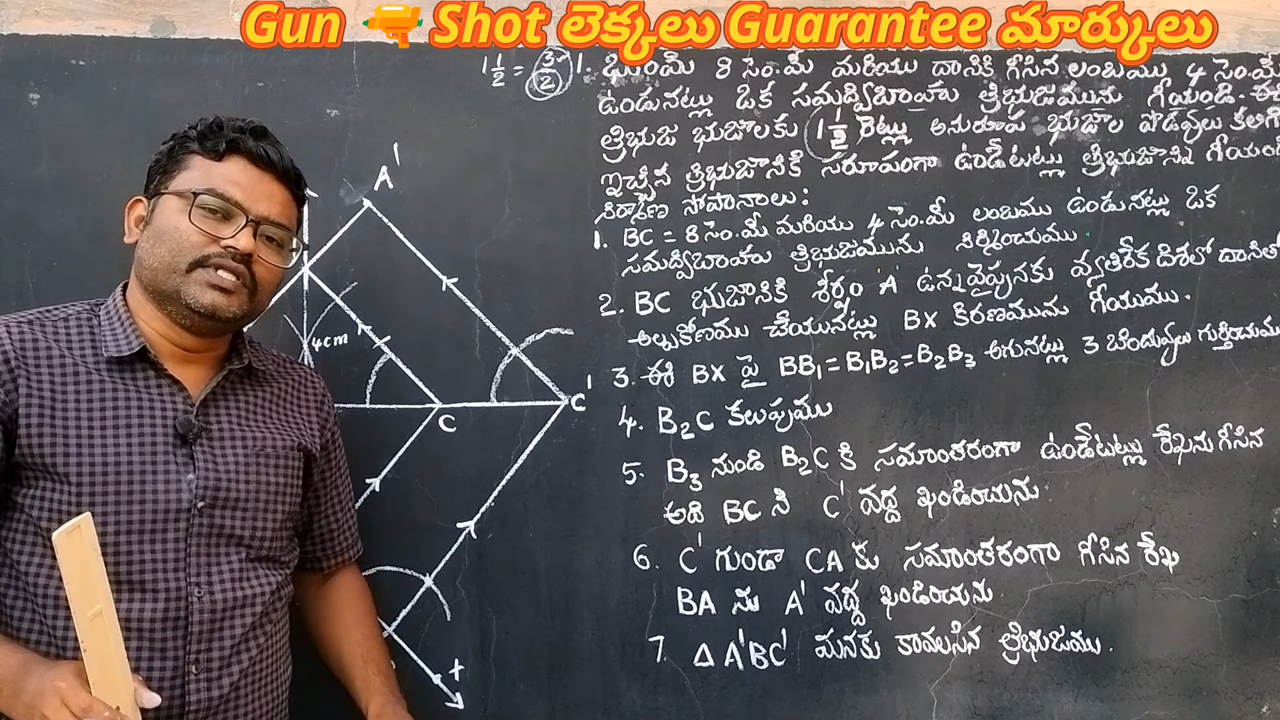 Gun Shot లెక్కలు Guarantee మార్కులు
1 1/2 = 3/2
1. భూమి 8 సెం.మీ మరియు దానికి గీసిన లంబము 4 సెం.మీ
ఉండునట్లు ఒక సమద్విబాహు త్రిభుజమును గీయండి. ఈ
త్రిభుజ భుజాలకు 1 1/2 రెట్లు అనురూప భుజాల పొడవులు కలిగి
ఇచ్చిన త్రిభుజానికి సరూపంగా ఉండేటట్లు త్రిభుజాన్ని గీయండి
నిర్మాణ సోపానాలు:
1. BC = 8 సెం.మీ మరియు 4 సెం.మీ లంబము ఉండునట్లు ఒక
సమద్విబాహు త్రిభుజమును నిర్మించుము.
2. BC భుజానికి శీర్షం A ఉన్నవైపునకు వ్యతిరేక దిశలో దానితో
అల్పకోణము చేయునట్లు BX కిరణమును గీయుము.
3. ఈ BX పై BB₁ = B₁B₂ = B₂B₃ అగునట్లు 3 బిందువులు గుర్తించుము
4. B₂C కలుపుము
5. B₃ నుండి B₂C కి సమాంతరంగా ఉండేటట్లు రేఖను గీసిన
అది BC ని C' వద్ద ఖండించును.
6. C' గుండా CA కు సమాంతరంగా గీసిన రేఖ
BA ను A' వద్ద ఖండించును.
7. Δ A'BC' మనకు కావలసిన త్రిభుజము.
A'
4cm
C
C'
x